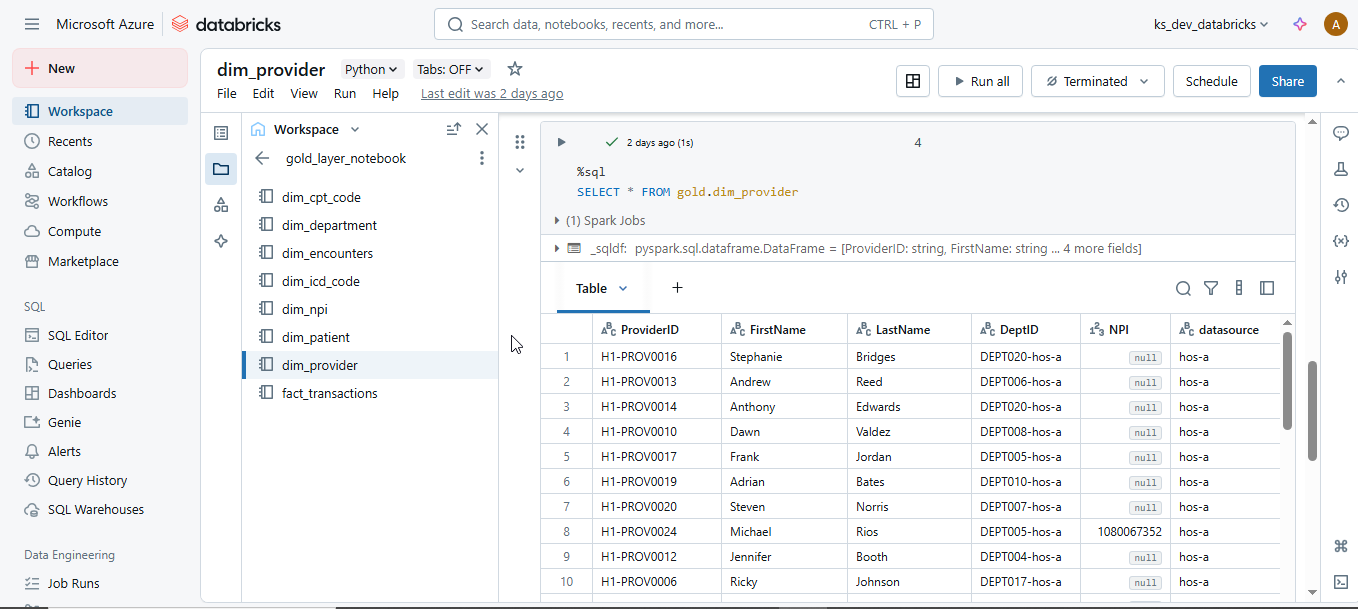 Microsoft Azure databricks Search data, notebooks, recents, and more... CTRL + P ks_dev_databricks A
New
Workspace
Recents
Catalog
Workflows
Compute
Marketplace
SQL
SQL Editor
Queries
Dashboards
Genie
Alerts
Query History
SQL Warehouses
Data Engineering
Job Runs
dim_provider Python Tabs: OFF
File Edit View Run Help Last edit was 2 days ago
Run all Terminated Schedule Share
Workspace
gold_layer_notebook
dim_cpt_code
dim_department
dim_encounters
dim_icd_code
dim_npi
dim_patient
dim_provider
fact_transactions
2 days ago (1s) 4
%sql
SELECT * FROM gold.dim_provider
(1) Spark Jobs
_sqldf: pyspark.sql.dataframe.DataFrame = [ProviderID: string, FirstName: string ... 4 more fields]
Table +
ABC ProviderID ABC FirstName ABC LastName ABC DeptID 123 NPI ABC datasource
1 H1-PROV0016 Stephanie Bridges DEPT020-hos-a null hos-a
2 H1-PROV0013 Andrew Reed DEPT006-hos-a null hos-a
3 H1-PROV0014 Anthony Edwards DEPT020-hos-a null hos-a
4 H1-PROV0010 Dawn Valdez DEPT008-hos-a null hos-a
5 H1-PROV0017 Frank Jordan DEPT005-hos-a null hos-a
6 H1-PROV0019 Adrian Bates DEPT010-hos-a null hos-a
7 H1-PROV0020 Steven Norris DEPT007-hos-a null hos-a
8 H1-PROV0024 Michael Rios DEPT005-hos-a 1080067352 hos-a
9 H1-PROV0012 Jennifer Booth DEPT004-hos-a null hos-a
10 H1-PROV0006 Ricky Johnson DEPT017-hos-a null hos-a